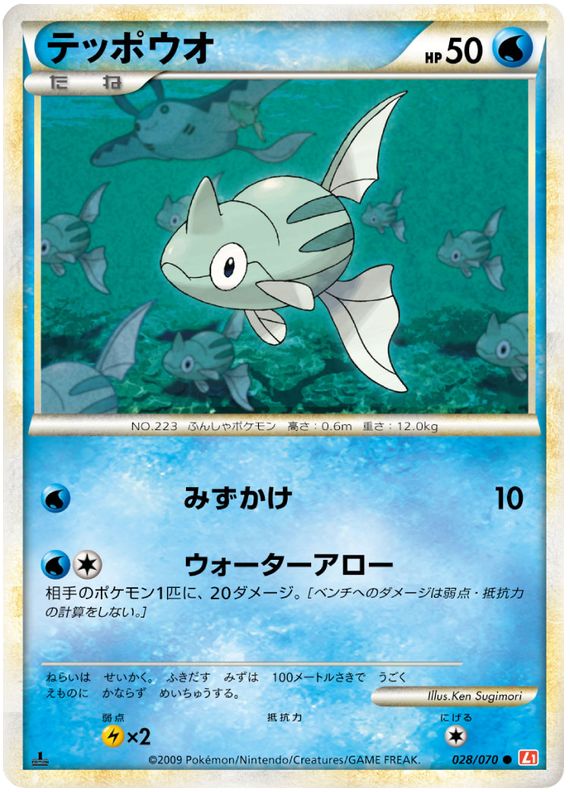 テッポウオ HP50
たね
NO.223 ふんしゃポケモン 高さ:0.6m 重さ:12.0kg
みずかけ 10
ウォーターアロー
相手のポケモン1匹に、20ダメージ。[ベンチへのダメージは弱点・抵抗力
の計算をしない。]
ねらいは せいかく。ふきだす みずは 100メートルさきで うごく
えものに かならず めいちゅうする。
Illus.Ken Sugimori
弱点 抵抗力 にげる
×2
©2009 Pokémon/Nintendo/Creatures/GAME FREAK.
028/070 ● L1
1